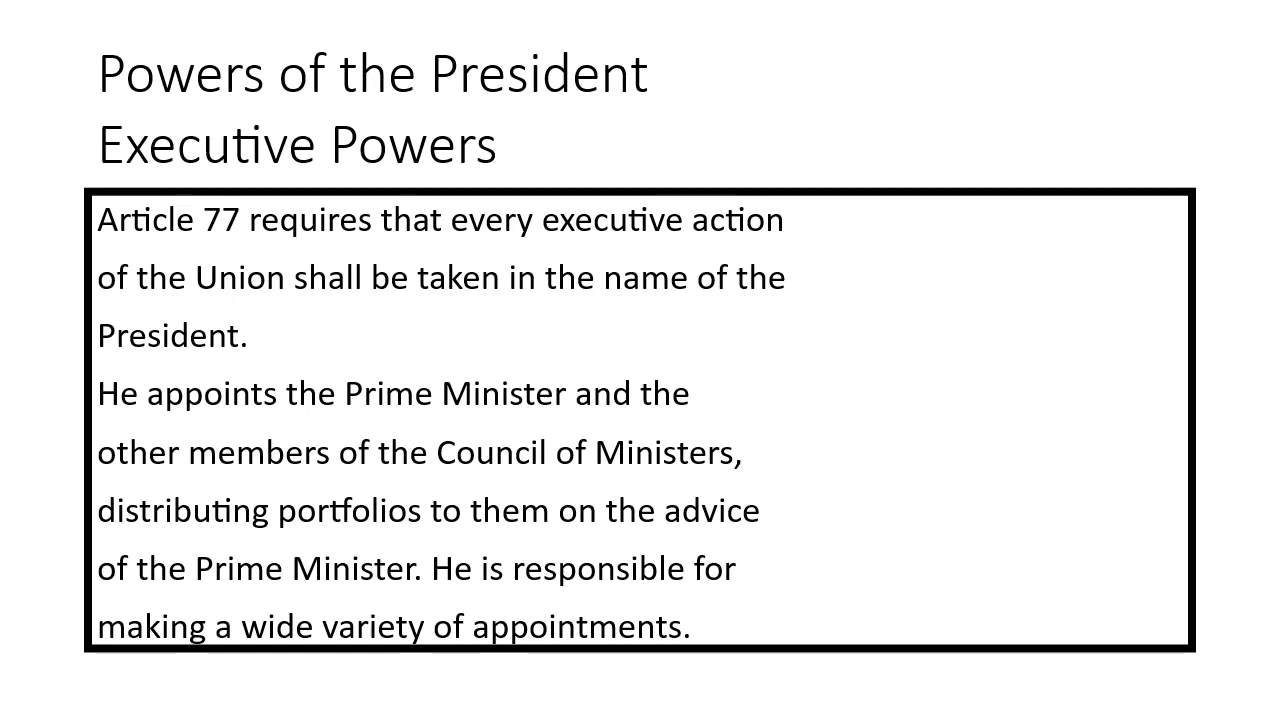 Powers of the President
Executive Powers
Article 77 requires that every executive action
of the Union shall be taken in the name of the
President.
He appoints the Prime Minister and the
other members of the Council of Ministers,
distributing portfolios to them on the advice
of the Prime Minister. He is responsible for
making a wide variety of appointments.